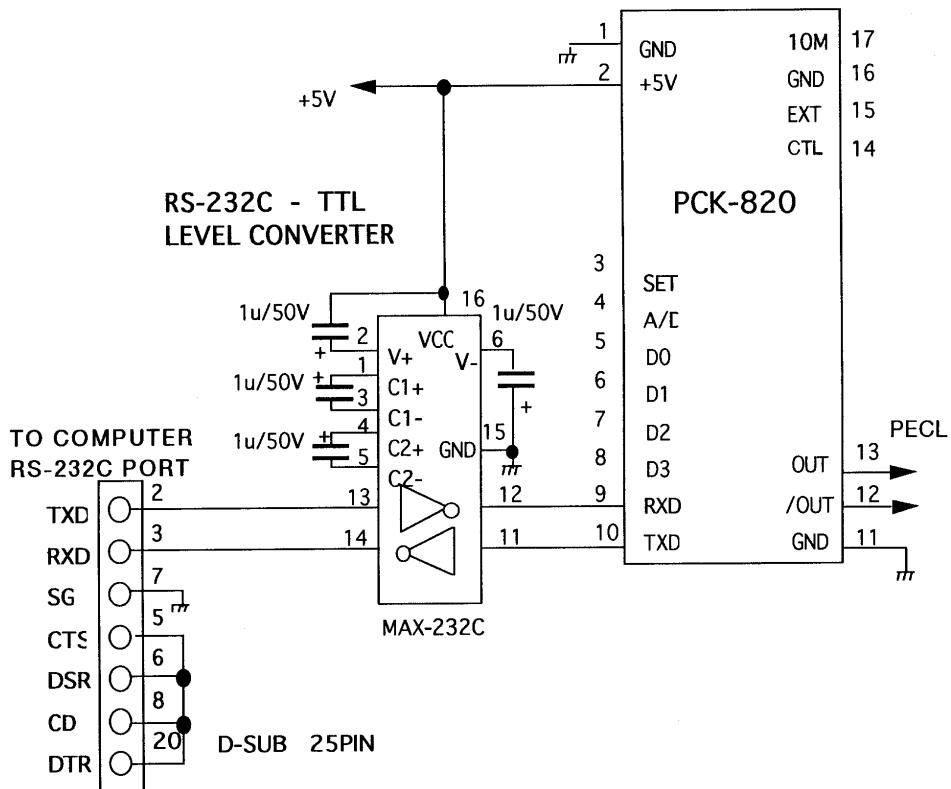 1
GND
10M
17
2
+5V
GND
16
+5V
EXT
15
CTL
14
RS-232C - TTL
LEVEL CONVERTER
PCK-820
3
SET
4
A/D
5
D0
6
D1
7
D2
8
D3
1u/50V
16
1u/50V
2
VCC
6
V+
V-
1
1u/50V
+
C1+
3
C1-
+
4
15
1u/50V
+
C2+
GND
5
C2-
+
PECL
OUT
13
/OUT
12
GND
11
TO COMPUTER
RS-232C PORT
TXD
2
13
12
9
RXD
RXD
3
14
11
10
TXD
SG
7
MAX-232C
CTS
5
DSR
6
CD
8
DTR
20
D-SUB 25PIN